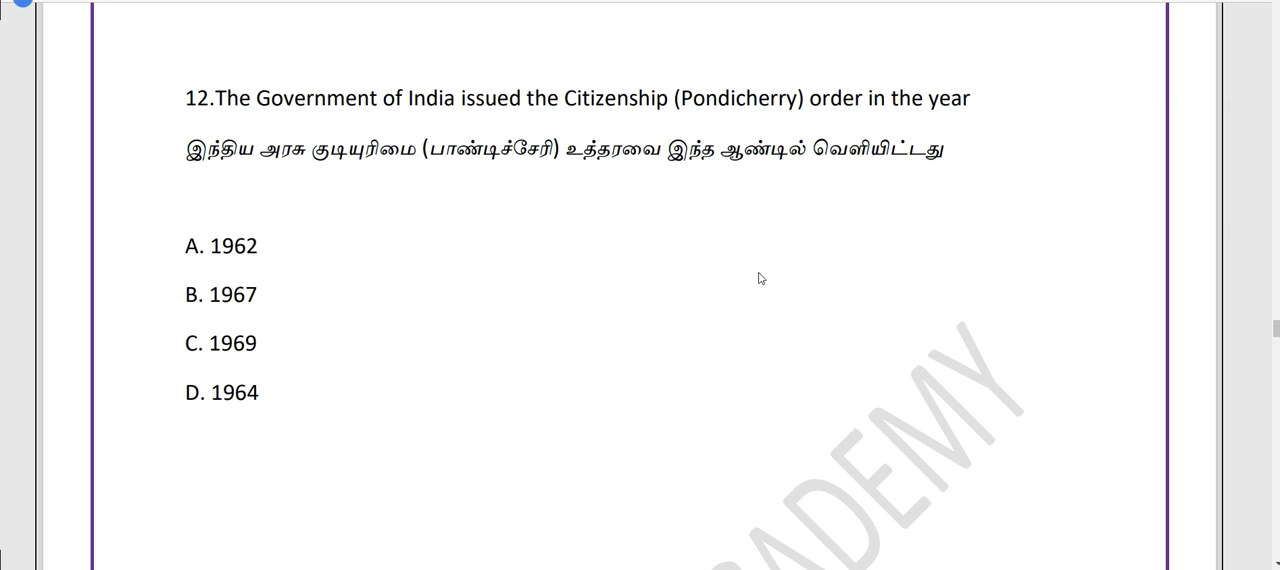 12.The Government of India issued the Citizenship (Pondicherry) order in the year
இந்திய அரசு குடியுரிமை (பாண்டிச்சேரி) உத்தரவை இந்த ஆண்டில் வெளியிட்டது
A. 1962
B. 1967
C. 1969
D. 1964